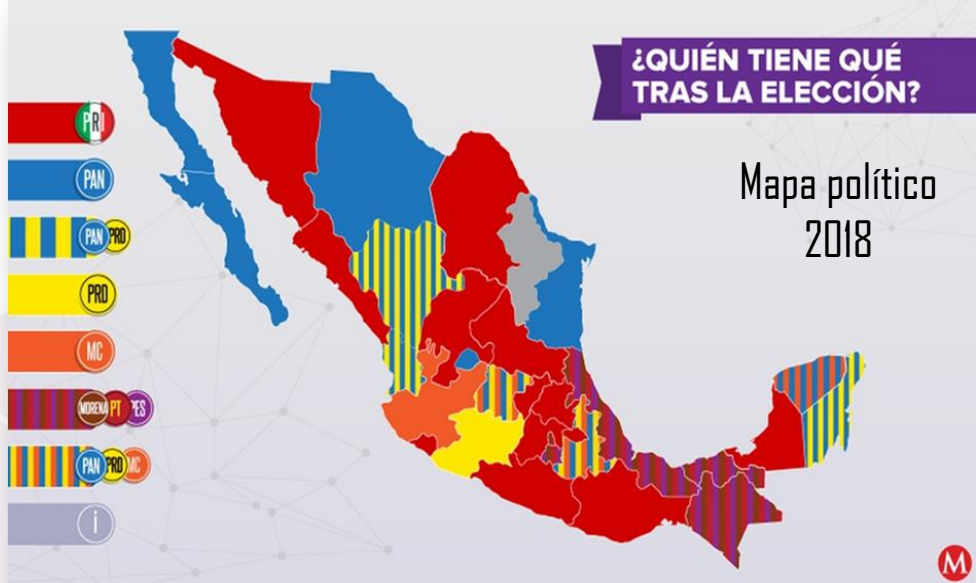 ¿QUIÉN TIENE QUÉ
TRAS LA ELECCIÓN?
Mapa político
2018
PRI
PAN
PAN PRD
PRD
MC
MORENA PT PES
PAN PRD MC
i
M